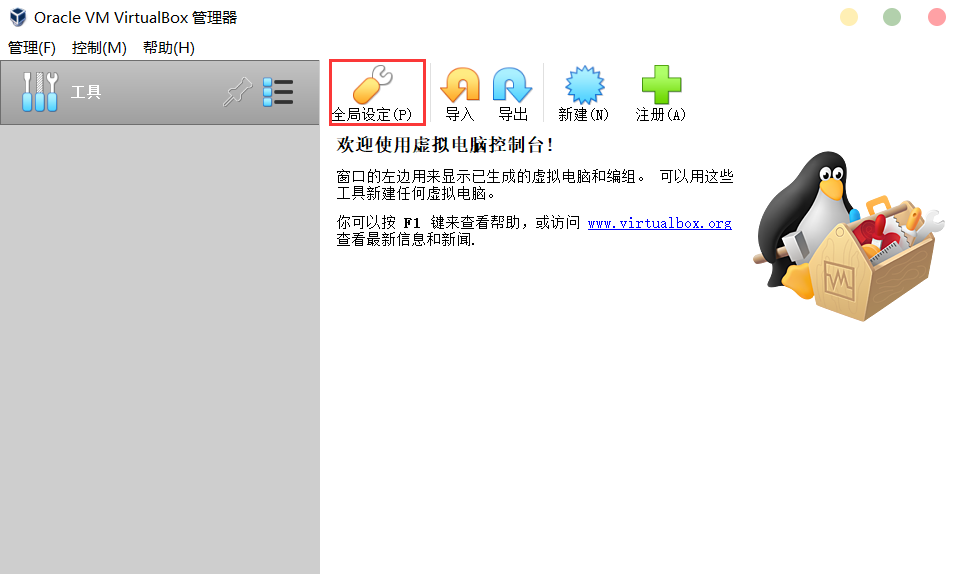 Oracle VM VirtualBox 管理器
管理(F) 控制(M) 帮助(H)
工具
全局设定(P) 导入 导出 新建(N) 注册(A)
欢迎使用虚拟电脑控制台!
窗口的左边用来显示已生成的虚拟电脑和编组。 可以用这些
工具新建任何虚拟电脑。
你可以按 F1 键来查看帮助，或访问 www.virtualbox.org
查看最新信息和新闻.